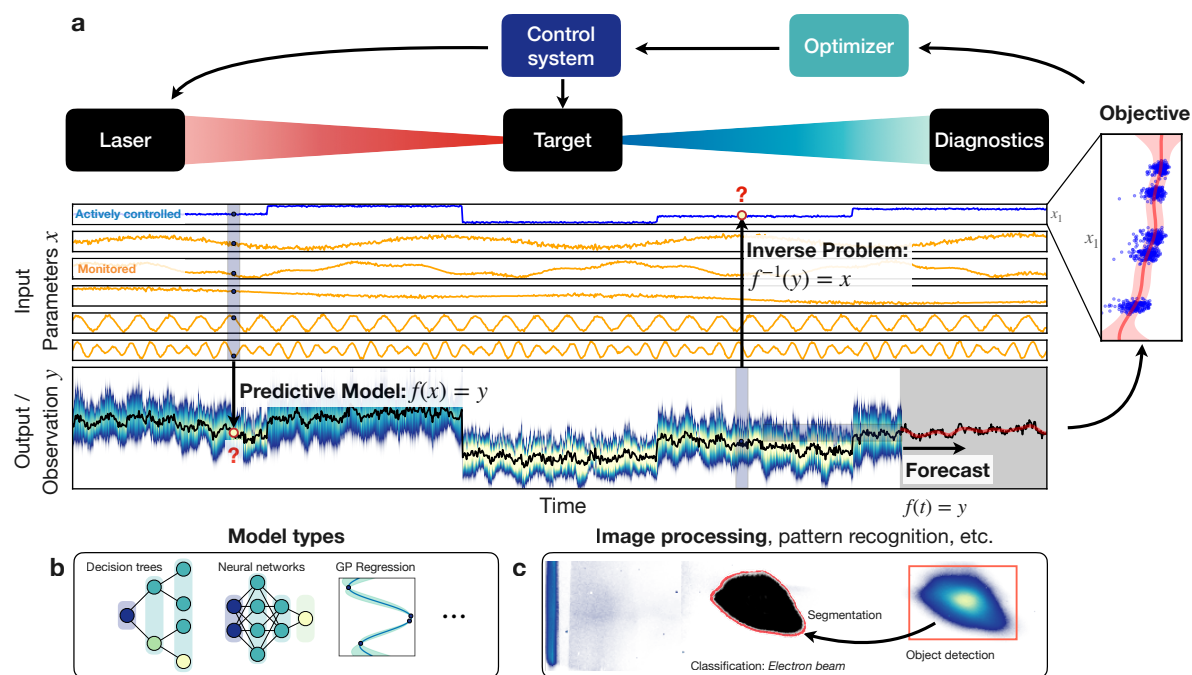 a
Control
system
Optimizer
Laser
Target
Diagnostics
Objective
Input
Parameters x
Actively controlled
Monitored
?
x₁
x₁
Inverse Problem:
f⁻¹(y) = x
Output /
Observation y
Predictive Model: f(x) = y
?
Forecast
Time
f(t) = y
Model types
b
Decision trees
Neural networks
GP Regression
...
Image processing, pattern recognition, etc.
c
Segmentation
Classification: Electron beam
Object detection